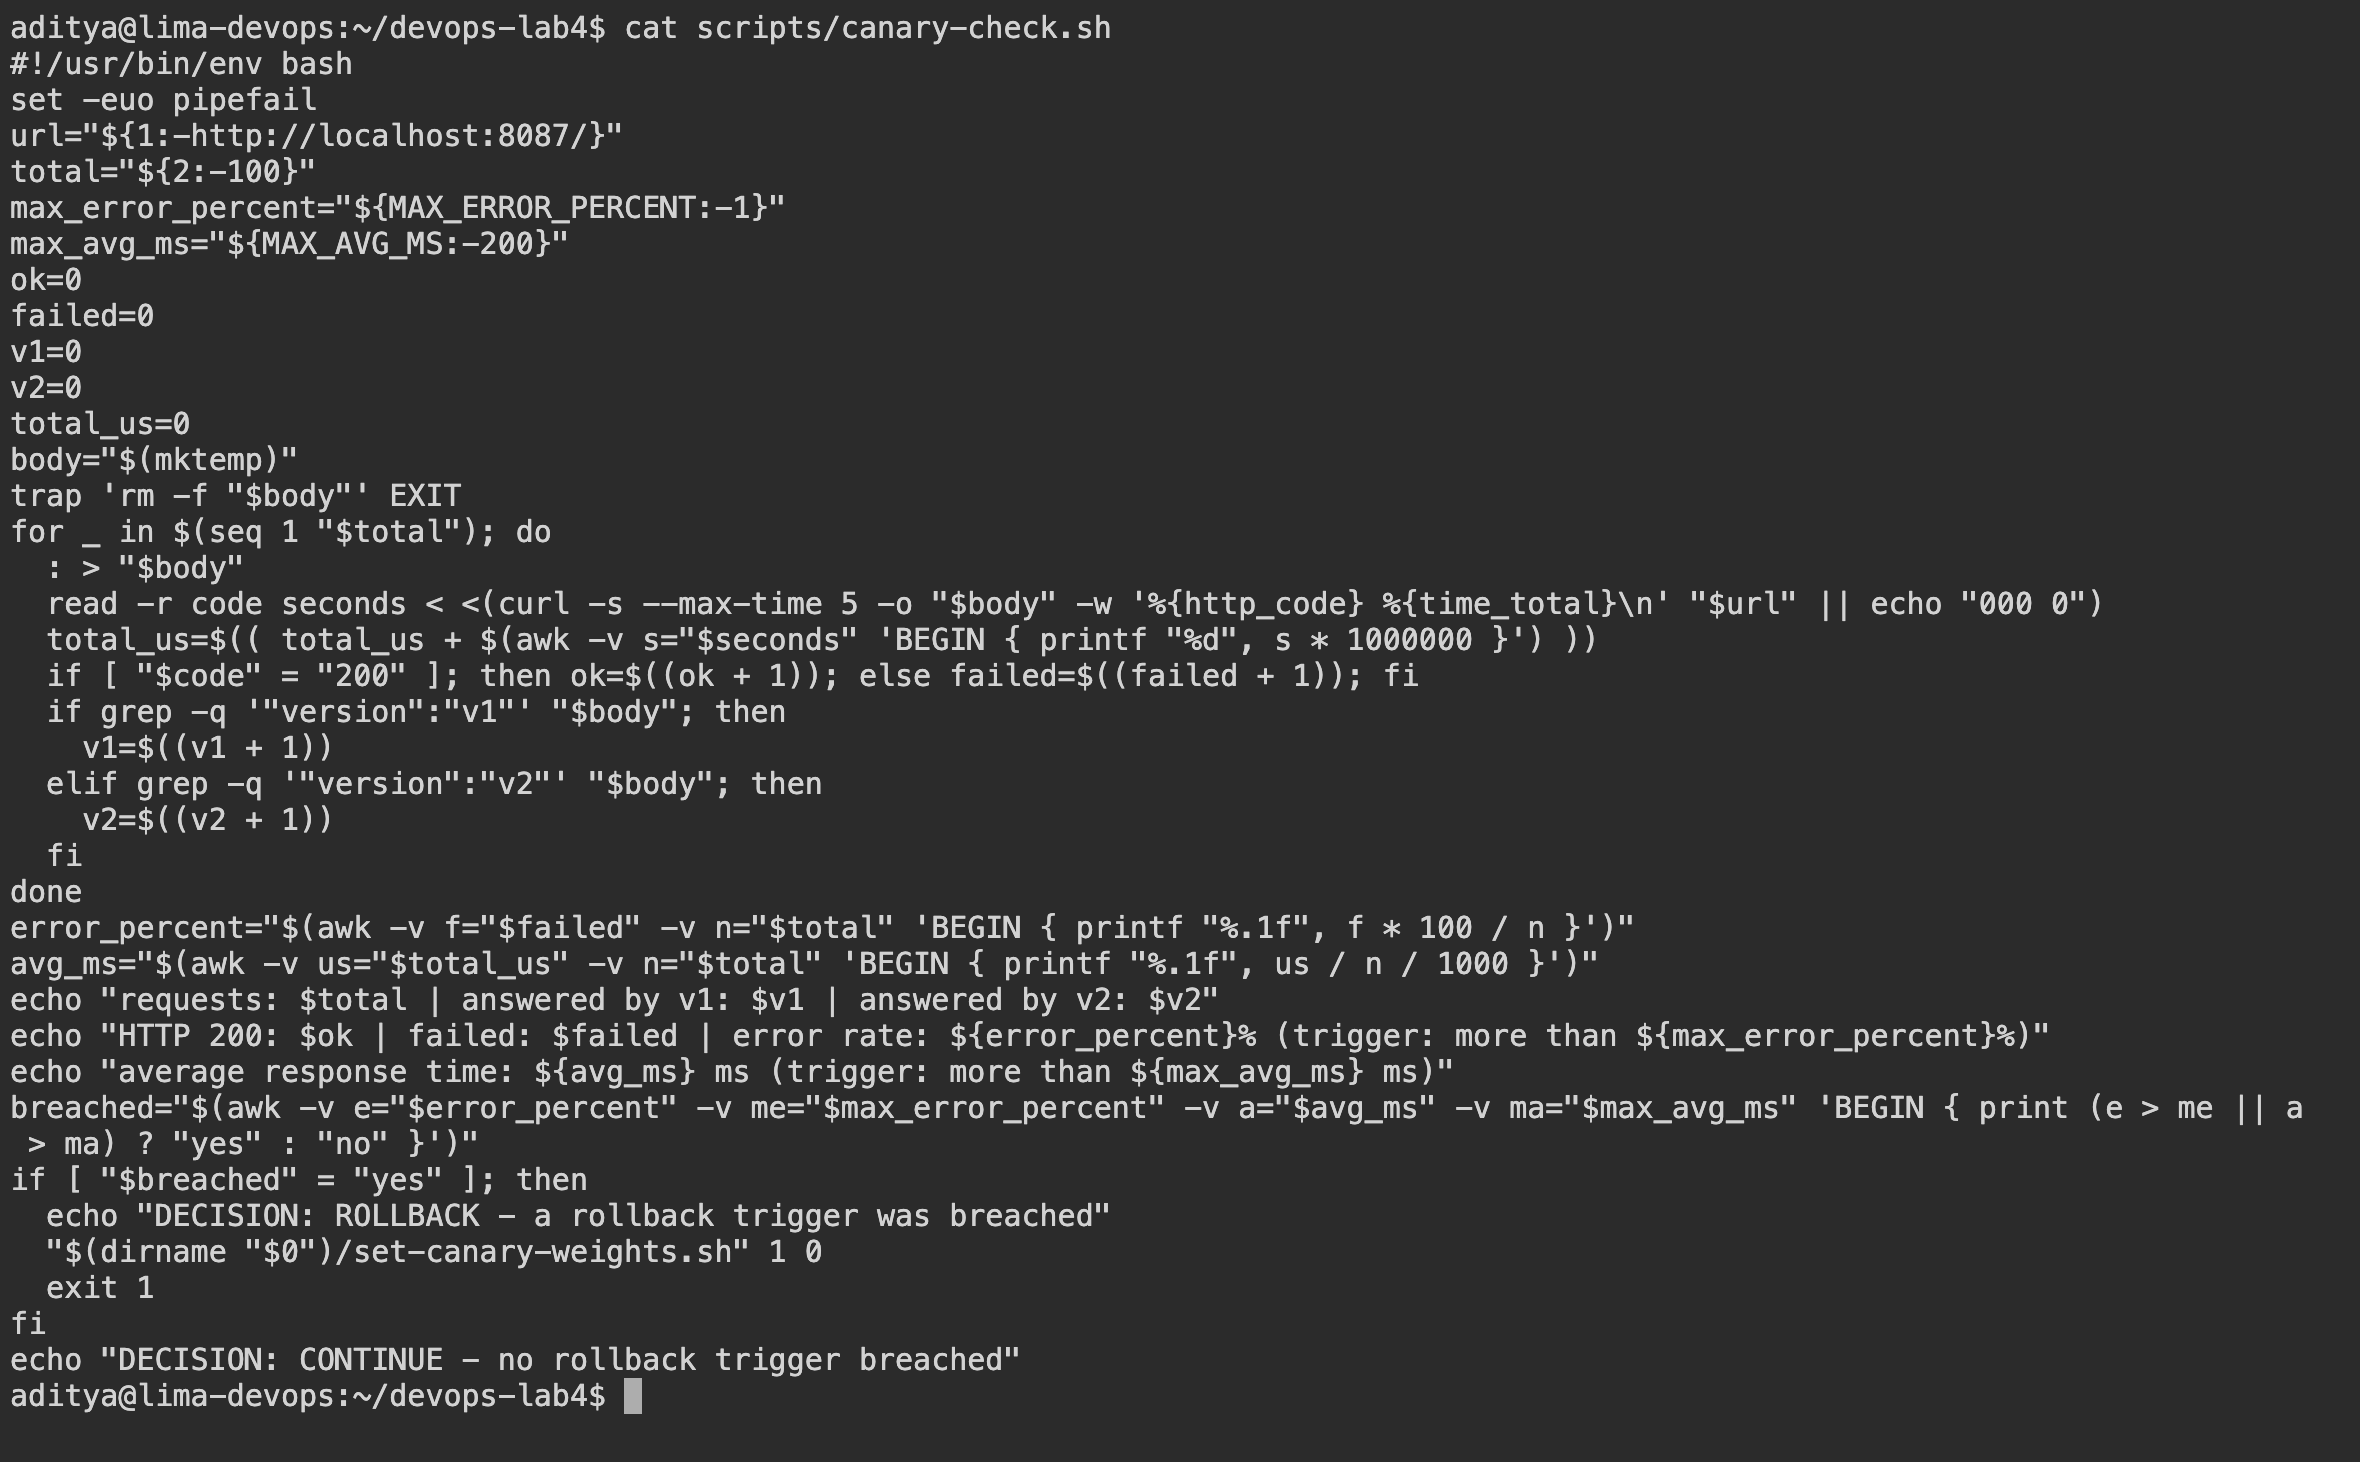 aditya@lima-devops:~/devops-lab4$ cat scripts/canary-check.sh
#!/usr/bin/env bash
set -euo pipefail
url="${1:-http://localhost:8087/}"
total="${2:-100}"
max_error_percent="${MAX_ERROR_PERCENT:-1}"
max_avg_ms="${MAX_AVG_MS:-200}"
ok=0
failed=0
v1=0
v2=0
total_us=0
body="$(mktemp)"
trap 'rm -f "$body"' EXIT
for _ in $(seq 1 "$total"); do
  : > "$body"
  read -r code seconds < <(curl -s --max-time 5 -o "$body" -w '%{http_code} %{time_total}\n' "$url" || echo "000 0")
  total_us=$(( total_us + $(awk -v s="$seconds" 'BEGIN { printf "%d", s * 1000000 }') ))
  if [ "$code" = "200" ]; then ok=$((ok + 1)); else failed=$((failed + 1)); fi
  if grep -q '"version":"v1"' "$body"; then
    v1=$((v1 + 1))
  elif grep -q '"version":"v2"' "$body"; then
    v2=$((v2 + 1))
  fi
done
error_percent="$(awk -v f="$failed" -v n="$total" 'BEGIN { printf "%.1f", f * 100 / n }')"
avg_ms="$(awk -v us="$total_us" -v n="$total" 'BEGIN { printf "%.1f", us / n / 1000 }')"
echo "requests: $total | answered by v1: $v1 | answered by v2: $v2"
echo "HTTP 200: $ok | failed: $failed | error rate: ${error_percent}% (trigger: more than ${max_error_percent}%)"
echo "average response time: ${avg_ms} ms (trigger: more than ${max_avg_ms} ms)"
breached="$(awk -v e="$error_percent" -v me="$max_error_percent" -v a="$avg_ms" -v ma="$max_avg_ms" 'BEGIN { print (e > me || a
 > ma) ? "yes" : "no" }')"
if [ "$breached" = "yes" ]; then
  echo "DECISION: ROLLBACK - a rollback trigger was breached"
  "$(dirname "$0")/set-canary-weights.sh" 1 0
  exit 1
fi
echo "DECISION: CONTINUE - no rollback trigger breached"
aditya@lima-devops:~/devops-lab4$